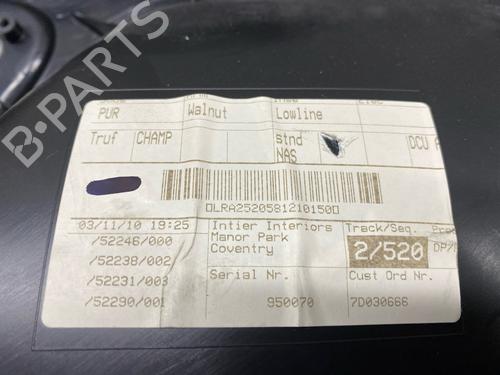 B-PARTS
PUR Walnut Lowline
Truf CHAMP stnd DCU
NAS
LRA2520581210150
03/11/10 19:25 Intier Interiors Track/Seq.
/52246/000 Manor Park 2/520 DP/
/52238/002 Coventry
/52231/003 Serial Nr. Cust Ord Nr.
/52290/001 950070 7D030666